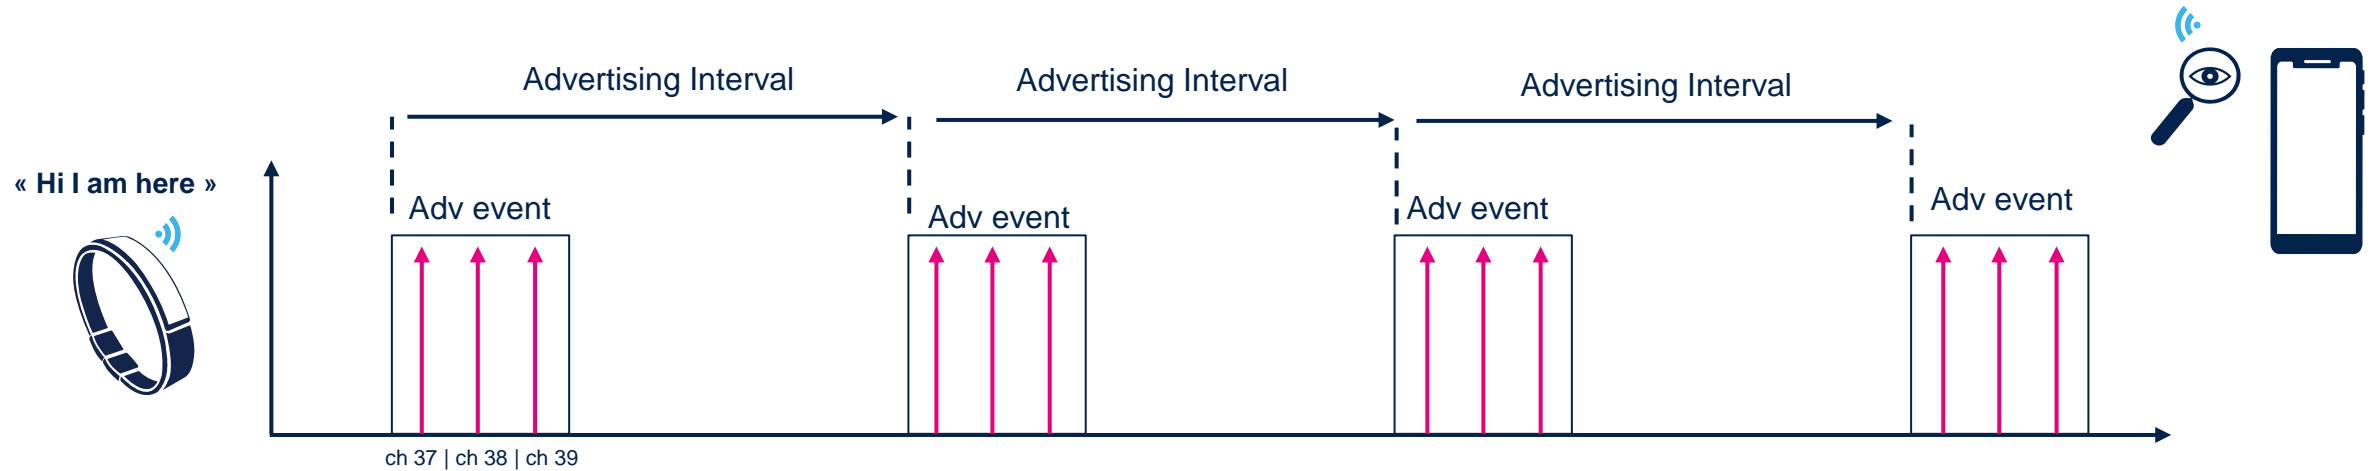 Advertising Interval
Advertising Interval
Advertising Interval
« Hi I am here »
Adv event
Adv event
Adv event
Adv event
ch 37 | ch 38 | ch 39